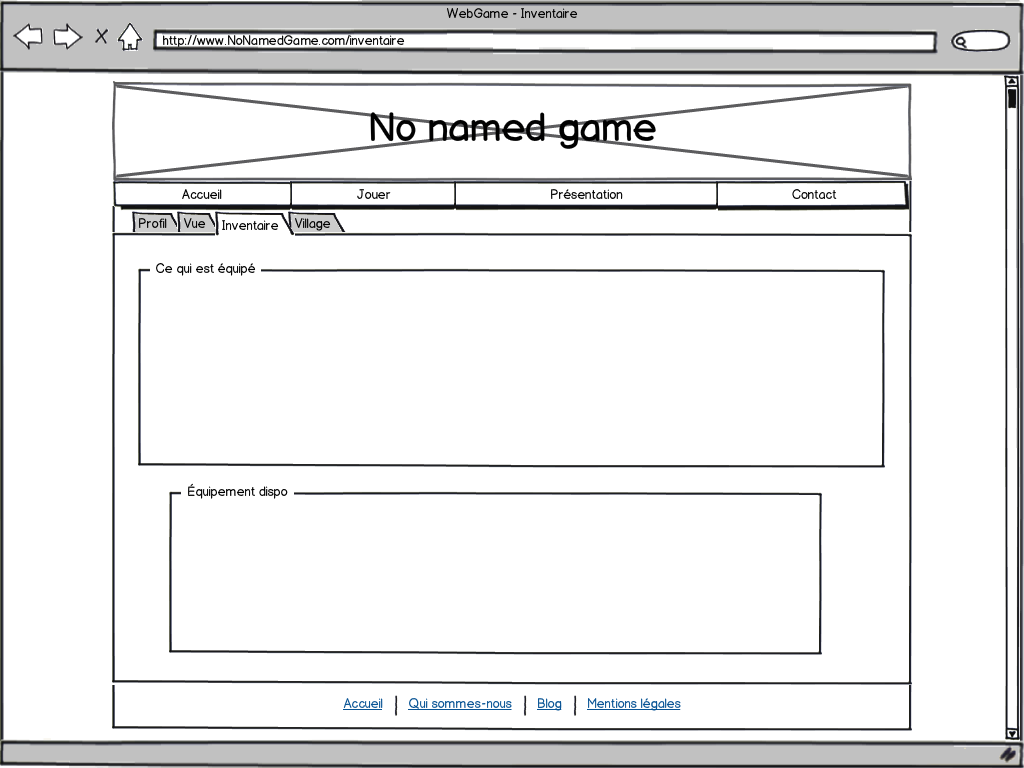 WebGame - Inventaire
http://www.NoNamedGame.com/inventaire
No named game
Accueil Jouer Présentation Contact
Profil Vue Inventaire Village
Ce qui est équipé
Équipement dispo
Accueil | Qui sommes-nous | Blog | Mentions légales